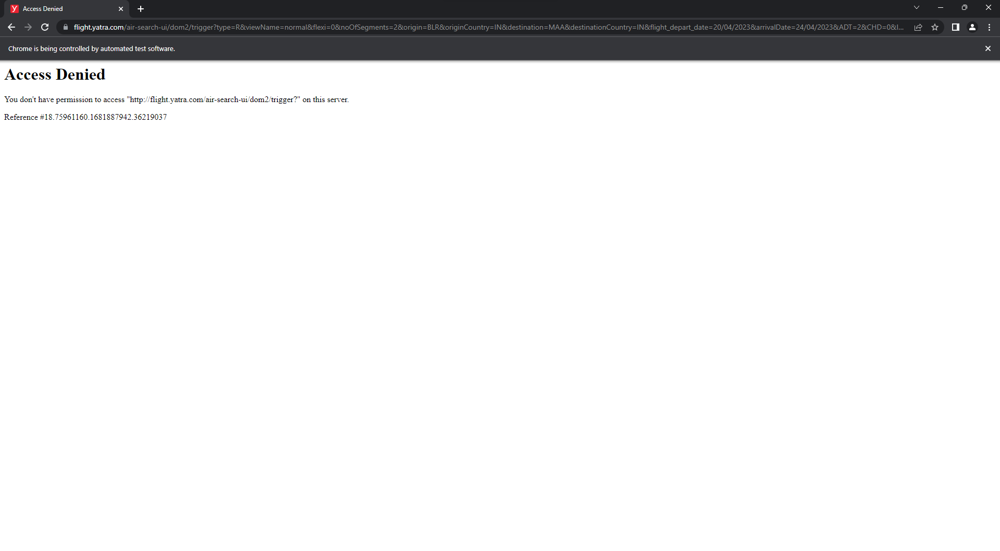 Access Denied
flight.yatra.com/air-search-ui/dom2/trigger?type=R&viewName=normal&flexi=0&noOfSegments=2&origin=BLR&originCountry=IN&destination=MAA&destinationCountry=IN&flight_depart_date=20/04/2023&arrivalDate=24/04/2023&ADT=2&CHD=0&I...
Chrome is being controlled by automated test software.
Access Denied
You don't have permission to access "http://flight.yatra.com/air-search-ui/dom2/trigger?" on this server.
Reference #18.75961160.1681887942.36219037